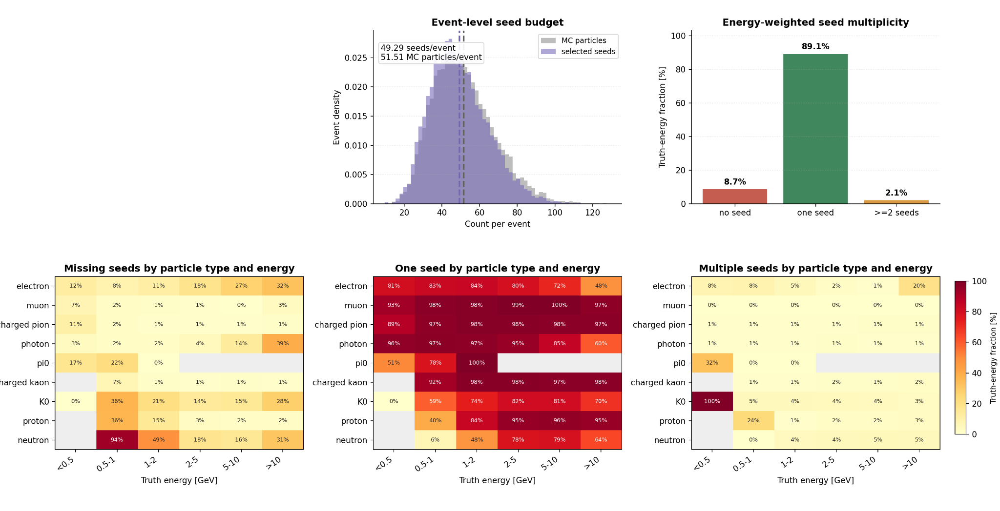 Event-level seed budget
49.29 seeds/event
51.51 MC particles/event
MC particles
selected seeds
Event density
0.025
0.020
0.015
0.010
0.005
0.000
20 40 60 80 100 120
Count per event
Energy-weighted seed multiplicity
Truth-energy fraction [%]
100
80
60
40
20
0
8.7%
89.1%
2.1%
no seed one seed >=2 seeds
Missing seeds by particle type and energy
electron 12% 8% 11% 18% 27% 32%
muon 7% 2% 1% 1% 0% 3%
charged pion 11% 2% 1% 1% 1% 1%
photon 3% 2% 2% 4% 14% 39%
pi0 17% 22% 0%
harged kaon 7% 1% 1% 1% 1%
K0 0% 36% 21% 14% 15% 28%
proton 36% 15% 3% 2% 2%
neutron 94% 49% 18% 16% 31%
<0.5 0.5-1 1-2 2-5 5-10 >10
Truth energy [GeV]
One seed by particle type and energy
electron 81% 83% 84% 80% 72% 48%
muon 93% 98% 98% 99% 100% 97%
charged pion 89% 97% 98% 98% 98% 97%
photon 96% 97% 97% 95% 85% 60%
pi0 51% 78% 100%
charged kaon 92% 98% 98% 97% 98%
K0 0% 59% 74% 82% 81% 70%
proton 40% 84% 95% 96% 95%
neutron 6% 48% 78% 79% 64%
<0.5 0.5-1 1-2 2-5 5-10 >10
Truth energy [GeV]
Multiple seeds by particle type and energy
electron 8% 8% 5% 2% 1% 20%
muon 0% 0% 0% 0% 0% 0%
charged pion 1% 1% 1% 1% 1% 1%
photon 1% 1% 1% 1% 1% 1%
pi0 32% 0% 0%
charged kaon 1% 1% 2% 1% 2%
K0 100% 5% 4% 4% 4% 3%
proton 24% 1% 2% 2% 3%
neutron 0% 4% 4% 5% 5%
<0.5 0.5-1 1-2 2-5 5-10 >10
Truth energy [GeV]
100
80
60
40
20
0
Truth-energy fraction [%]